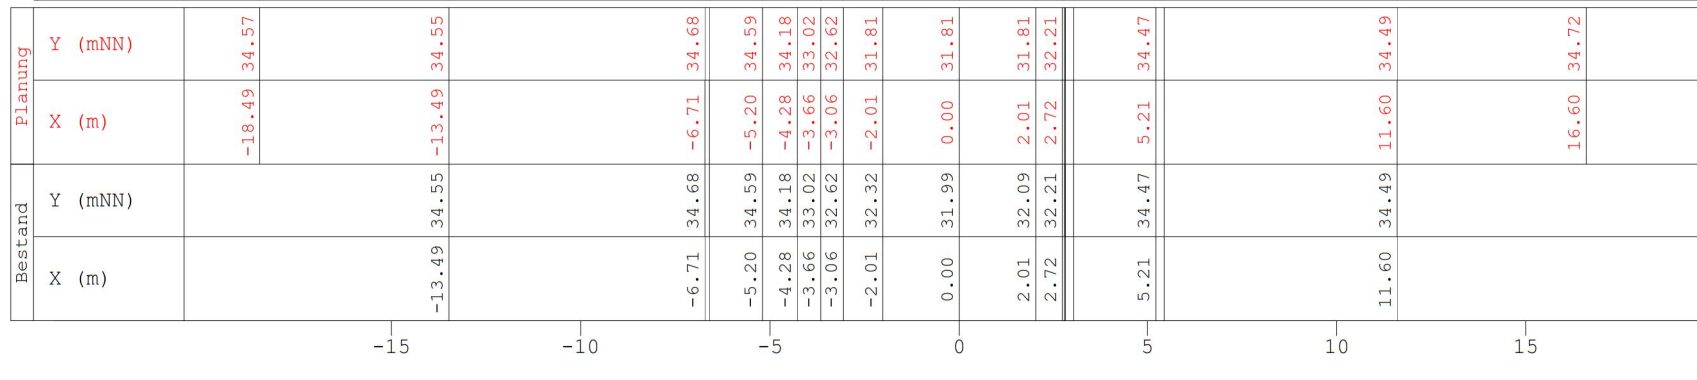 Planung
Y (mNN) 34.57 34.55 34.68 34.59 34.18 33.02 32.62 31.81 31.81 31.81 32.21 34.47 34.49 34.72
X (m) -18.49 -13.49 -6.71 -5.20 -4.28 -3.66 -3.06 -2.01 0.00 2.01 2.72 5.21 11.60 16.60
Bestand
Y (mNN) 34.55 34.68 34.59 34.18 33.02 32.62 32.32 31.99 32.09 32.21 34.47 34.49
X (m) -13.49 -6.71 -5.20 -4.28 -3.66 -3.06 -2.01 0.00 2.01 2.72 5.21 11.60
-15 -10 -5 0 5 10 15